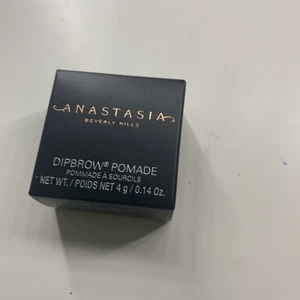 ANASTASIA
BEVERLY HILLS
DIPBROW® POMADE
POMMADE À SOURCILS
NET WT. / POIDS NET 4 g / 0.14 Oz.